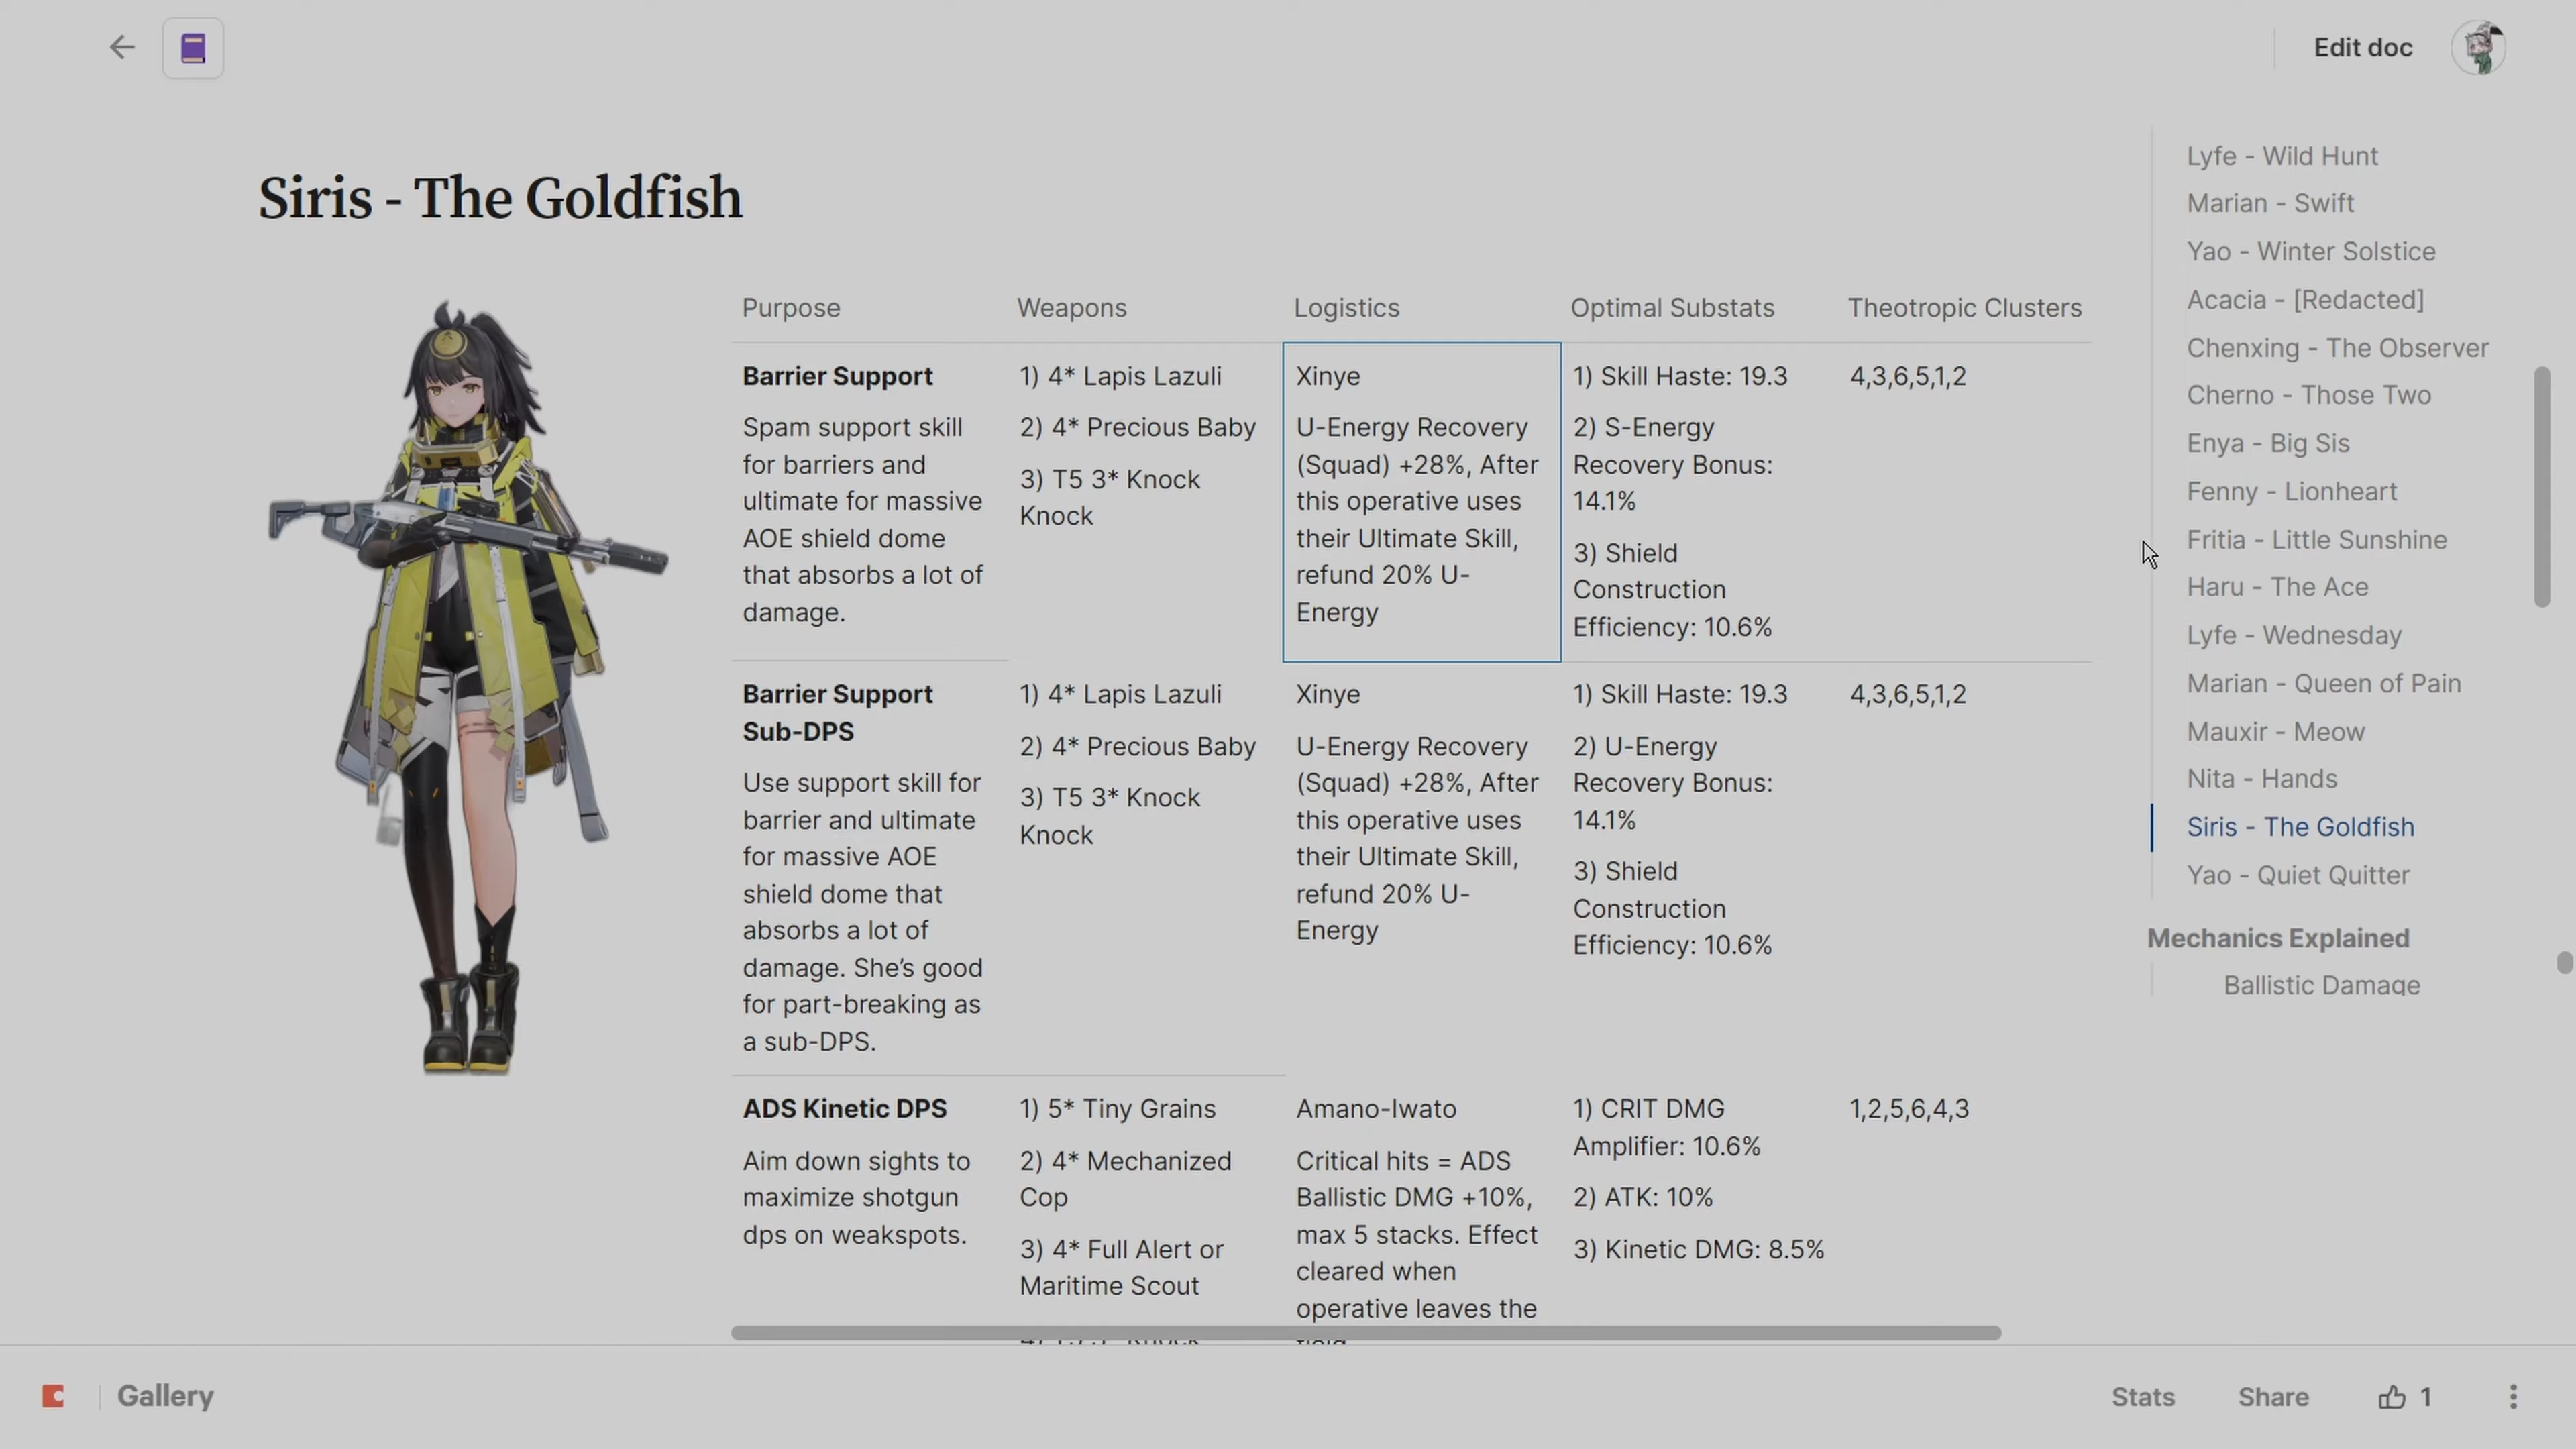 Edit doc
Siris - The Goldfish
Purpose
Weapons
Logistics
Optimal Substats
Theotropic Clusters
Barrier Support
Spam support skill
for barriers and
ultimate for massive
AOE shield dome
that absorbs a lot of
damage.
1) 4* Lapis Lazuli
2) 4* Precious Baby
3) T5 3* Knock
Knock
Xinye
U-Energy Recovery
(Squad) +28%, After
this operative uses
their Ultimate Skill,
refund 20% U-
Energy
1) Skill Haste: 19.3
2) S-Energy
Recovery Bonus:
14.1%
3) Shield
Construction
Efficiency: 10.6%
4,3,6,5,1,2
Barrier Support
Sub-DPS
Use support skill for
barrier and ultimate
for massive AOE
shield dome that
absorbs a lot of
damage. She’s good
for part-breaking as
a sub-DPS.
1) 4* Lapis Lazuli
2) 4* Precious Baby
3) T5 3* Knock
Knock
Xinye
U-Energy Recovery
(Squad) +28%, After
this operative uses
their Ultimate Skill,
refund 20% U-
Energy
1) Skill Haste: 19.3
2) U-Energy
Recovery Bonus:
14.1%
3) Shield
Construction
Efficiency: 10.6%
4,3,6,5,1,2
ADS Kinetic DPS
Aim down sights to
maximize shotgun
dps on weakspots.
1) 5* Tiny Grains
2) 4* Mechanized
Cop
3) 4* Full Alert or
Maritime Scout
Amano-Iwato
Critical hits = ADS
Ballistic DMG +10%,
max 5 stacks. Effect
cleared when
operative leaves the
1) CRIT DMG
Amplifier: 10.6%
2) ATK: 10%
3) Kinetic DMG: 8.5%
1,2,5,6,4,3
Lyfe - Wild Hunt
Marian - Swift
Yao - Winter Solstice
Acacia - [Redacted]
Chenxing - The Observer
Cherno - Those Two
Enya - Big Sis
Fenny - Lionheart
Fritia - Little Sunshine
Haru - The Ace
Lyfe - Wednesday
Marian - Queen of Pain
Mauxir - Meow
Nita - Hands
Siris - The Goldfish
Yao - Quiet Quitter
Mechanics Explained
Ballistic Damage
Gallery
Stats
Share
1